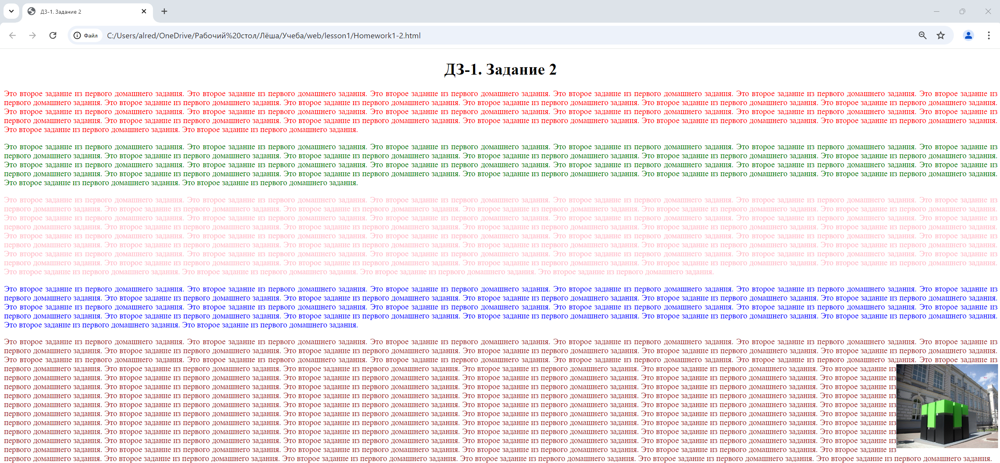 ДЗ-1. Задание 2
Файл C:/Users/alred/OneDrive/Рабочий%20стол/Лёша/Учеба/web/lesson1/Homework1-2.html
ДЗ-1. Задание 2
Это второе задание из первого домашнего задания. Это второе задание из первого домашнего задания. Это второе задание из первого домашнего задания. Это второе задание из первого домашнего задания. Это второе задание из первого домашнего задания. Это второе задание из
первого домашнего задания. Это второе задание из первого домашнего задания. Это второе задание из первого домашнего задания. Это второе задание из первого домашнего задания. Это второе задание из первого домашнего задания. Это второе задание из первого домашнего задания.
Это второе задание из первого домашнего задания. Это второе задание из первого домашнего задания. Это второе задание из первого домашнего задания. Это второе задание из первого домашнего задания. Это второе задание из первого домашнего задания. Это второе задание из
первого домашнего задания. Это второе задание из первого домашнего задания. Это второе задание из первого домашнего задания. Это второе задание из первого домашнего задания. Это второе задание из первого домашнего задания. Это второе задание из первого домашнего задания.
Это второе задание из первого домашнего задания. Это второе задание из первого домашнего задания.
Это второе задание из первого домашнего задания. Это второе задание из первого домашнего задания. Это второе задание из первого домашнего задания. Это второе задание из первого домашнего задания. Это второе задание из первого домашнего задания. Это второе задание из
первого домашнего задания. Это второе задание из первого домашнего задания. Это второе задание из первого домашнего задания. Это второе задание из первого домашнего задания. Это второе задание из первого домашнего задания. Это второе задание из первого домашнего задания.
Это второе задание из первого домашнего задания. Это второе задание из первого домашнего задания. Это второе задание из первого домашнего задания. Это второе задание из первого домашнего задания. Это второе задание из первого домашнего задания. Это второе задание из
первого домашнего задания. Это второе задание из первого домашнего задания. Это второе задание из первого домашнего задания. Это второе задание из первого домашнего задания. Это второе задание из первого домашнего задания. Это второе задание из первого домашнего задания.
Это второе задание из первого домашнего задания. Это второе задание из первого домашнего задания.
Это второе задание из первого домашнего задания. Это второе задание из первого домашнего задания. Это второе задание из первого домашнего задания. Это второе задание из первого домашнего задания. Это второе задание из первого домашнего задания. Это второе задание из
первого домашнего задания. Это второе задание из первого домашнего задания. Это второе задание из первого домашнего задания. Это второе задание из первого домашнего задания. Это второе задание из первого домашнего задания. Это второе задание из первого домашнего задания.
Это второе задание из первого домашнего задания. Это второе задание из первого домашнего задания. Это второе задание из первого домашнего задания. Это второе задание из первого домашнего задания. Это второе задание из первого домашнего задания. Это второе задание из
первого домашнего задания. Это второе задание из первого домашнего задания. Это второе задание из первого домашнего задания. Это второе задание из первого домашнего задания. Это второе задание из первого домашнего задания. Это второе задание из первого домашнего задания.
Это второе задание из первого домашнего задания. Это второе задание из первого домашнего задания. Это второе задание из первого домашнего задания. Это второе задание из первого домашнего задания. Это второе задание из первого домашнего задания. Это второе задание из
первого домашнего задания. Это второе задание из первого домашнего задания. Это второе задание из первого домашнего задания. Это второе задание из первого домашнего задания. Это второе задание из первого домашнего задания. Это второе задание из первого домашнего задания.
Это второе задание из первого домашнего задания. Это второе задание из первого домашнего задания. Это второе задание из первого домашнего задания. Это второе задание из первого домашнего задания. Это второе задание из первого домашнего задания. Это второе задание из
первого домашнего задания. Это второе задание из первого домашнего задания. Это второе задание из первого домашнего задания. Это второе задание из первого домашнего задания. Это второе задание из первого домашнего задания. Это второе задание из первого домашнего задания.
Это второе задание из первого домашнего задания. Это второе задание из первого домашнего задания. Это второе задание из первого домашнего задания. Это второе задание из первого домашнего задания.
Это второе задание из первого домашнего задания. Это второе задание из первого домашнего задания. Это второе задание из первого домашнего задания. Это второе задание из первого домашнего задания. Это второе задание из первого домашнего задания. Это второе задание из
первого домашнего задания. Это второе задание из первого домашнего задания. Это второе задание из первого домашнего задания. Это второе задание из первого домашнего задания. Это второе задание из первого домашнего задания. Это второе задание из первого домашнего задания.
Это второе задание из первого домашнего задания. Это второе задание из первого домашнего задания. Это второе задание из первого домашнего задания. Это второе задание из первого домашнего задания. Это второе задание из первого домашнего задания. Это второе задание из
первого домашнего задания. Это второе задание из первого домашнего задания. Это второе задание из первого домашнего задания. Это второе задание из первого домашнего задания. Это второе задание из первого домашнего задания. Это второе задание из первого домашнего задания.
Это второе задание из первого домашнего задания. Это второе задание из первого домашнего задания.
Это второе задание из первого домашнего задания. Это второе задание из первого домашнего задания. Это второе задание из первого домашнего задания. Это второе задание из первого домашнего задания. Это второе задание из первого домашнего задания. Это второе задание из
первого домашнего задания. Это второе задание из первого домашнего задания. Это второе задание из первого домашнего задания. Это второе задание из первого домашнего задания. Это второе задание из первого домашнего задания. Это второе задание из первого домашнего задания.
Это второе задание из первого домашнего задания. Это второе задание из первого домашнего задания. Это второе задание из первого домашнего задания. Это второе задание из первого домашнего задания. Это второе задание из первого домашнего задания. Это второе задание из
первого домашнего задания. Это второе задание из первого домашнего задания. Это второе задание из первого домашнего задания. Это второе задание из первого домашнего задания. Это второе задание из первого домашнего задания. Это второе задание из
первого домашнего задания. Это второе задание из первого домашнего задания. Это второе задание из первого домашнего задания. Это второе задание из первого домашнего задания. Это второе задание из первого домашнего задания. Это второе задание из
первого домашнего задания. Это второе задание из первого домашнего задания. Это второе задание из первого домашнего задания. Это второе задание из первого домашнего задания. Это второе задание из первого домашнего задания. Это второе задание из
первого домашнего задания. Это второе задание из первого домашнего задания. Это второе задание из первого домашнего задания. Это второе задание из первого домашнего задания. Это второе задание из первого домашнего задания. Это второе задание из
первого домашнего задания. Это второе задание из первого домашнего задания. Это второе задание из первого домашнего задания. Это второе задание из первого домашнего задания. Это второе задание из первого домашнего задания. Это второе задание из
первого домашнего задания. Это второе задание из первого домашнего задания. Это второе задание из первого домашнего задания. Это второе задание из первого домашнего задания. Это второе задание из первого домашнего задания. Это второе задание из
первого домашнего задания. Это второе задание из первого домашнего задания. Это второе задание из первого домашнего задания. Это второе задание из первого домашнего задания. Это второе задание из первого домашнего задания. Это второе задание из
первого домашнего задания. Это второе задание из первого домашнего задания. Это второе задание из первого домашнего задания. Это второе задание из первого домашнего задания. Это второе задание из первого домашнего задания. Это второе задание из
первого домашнего задания. Это второе задание из первого домашнего задания. Это второе задание из первого домашнего задания. Это второе задание из первого домашнего задания. Это второе задание из первого домашнего задания. Это второе задание из
первого домашнего задания. Это второе задание из первого домашнего задания. Это второе задание из первого домашнего задания. Это второе задание из первого домашнего задания. Это второе задание из первого домашнего задания. Это второе задание из
первого домашнего задания. Это второе задание из первого домашнего задания. Это второе задание из первого домашнего задания. Это второе задание из первого домашнего задания. Это второе задание из первого домашнего задания. Это второе задание из первого домашнего задания.